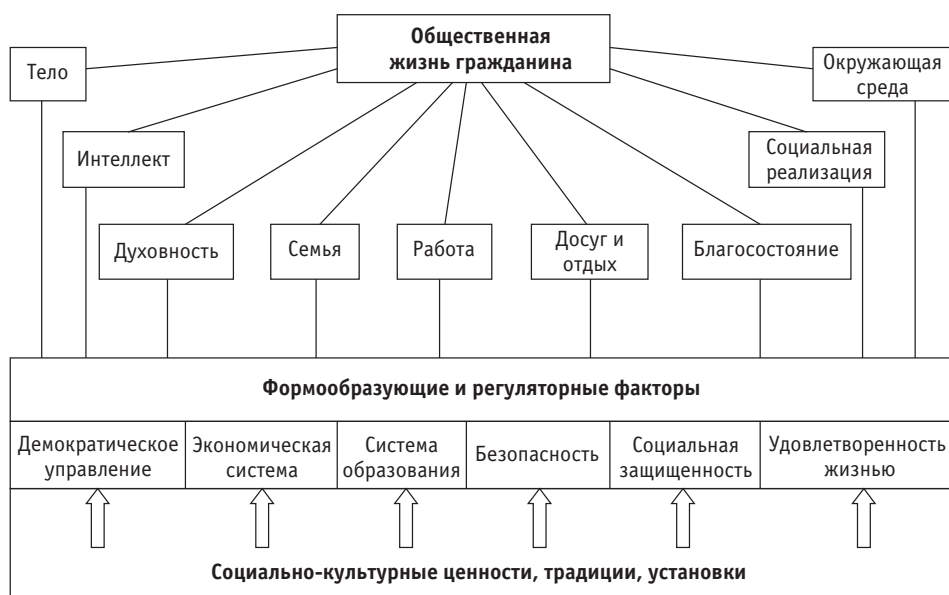 Общественная
жизнь гражданина
Тело
Окружающая
среда
Интеллект
Социальная
реализация
Духовность
Семья
Работа
Досуг и
отдых
Благосостояние
Формообразующие и регуляторные факторы
Демократическое
управление
Экономическая
система
Система
образования
Безопасность
Социальная
защищенность
Удовлетворенность
жизнью
Социально-культурные ценности, традиции, установки